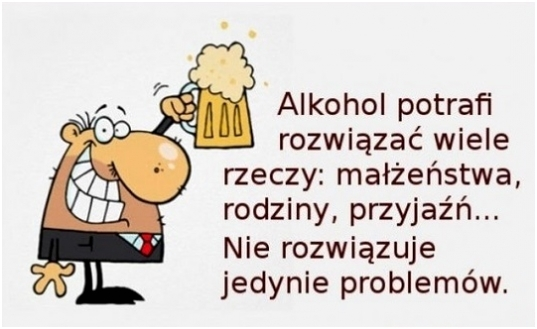 Alkohol potrafi
rozwiązać wiele
rzeczy: małżeństwa,
rodziny, przyjaźń...
Nie rozwiązuje
jedynie problemów.